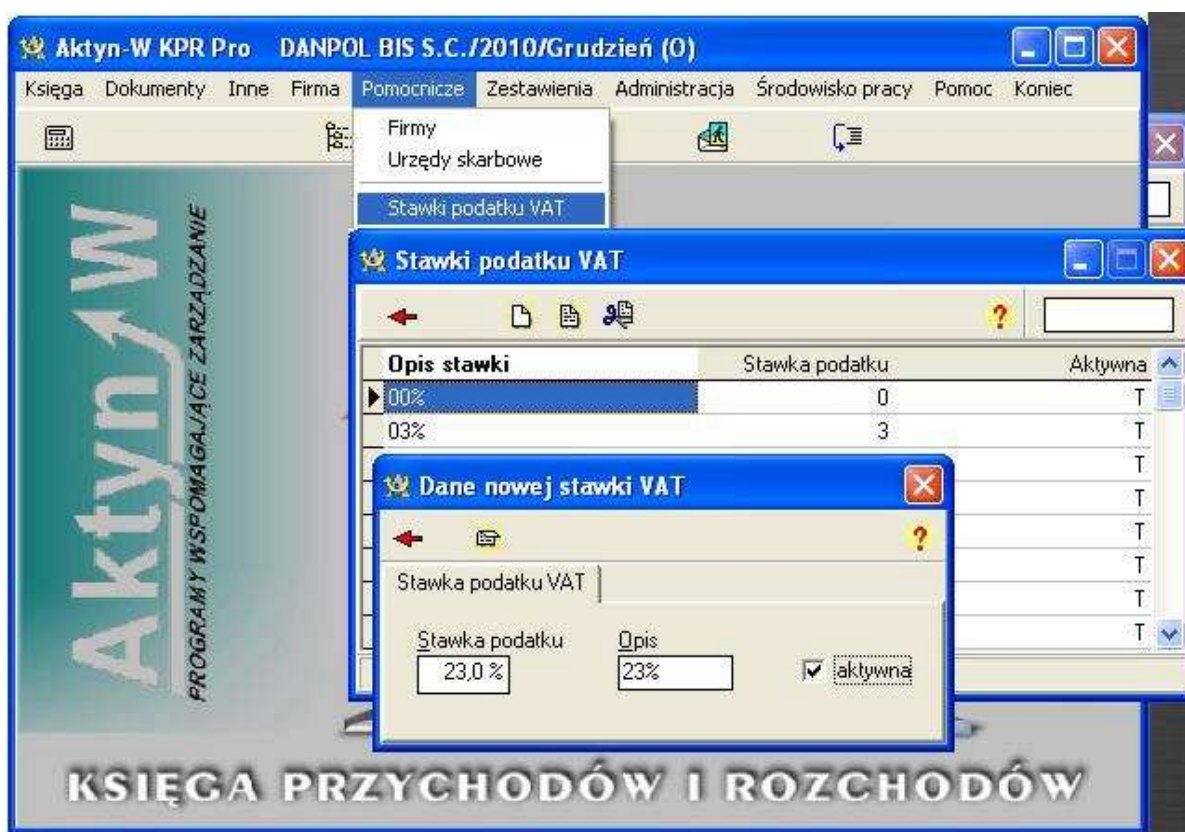 Aktyn-W KPR Pro DANPOL BIS S.C./2010/Grudzień (O)
Księga Dokumenty Inne Firma Pomocnicze Zestawienia Administracja Środowisko pracy Pomoc Koniec
Firmy
Urzędy skarbowe
Stawki podatku VAT
Aktyn W
PROGRAMY WSPOMAGAJĄCE ZARZĄDZANIE
Stawki podatku VAT
?
Opis stawki Stawka podatku Aktywna
00% 0 T
03% 3 T
T
T
T
T
T
T
Dane nowej stawki VAT
?
Stawka podatku VAT
Stawka podatku Opis
23,0 % 23% aktywna
KSIĘGA PRZYCHODÓW I ROZCHODÓW